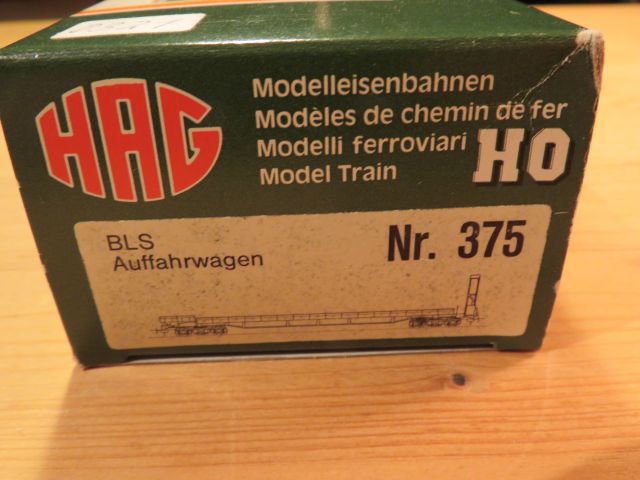 HAG
Modelleisenbahnen
Modèles de chemin de fer
Modelli ferroviari
Model Train
HO
BLS
Auffahrwagen
Nr. 375